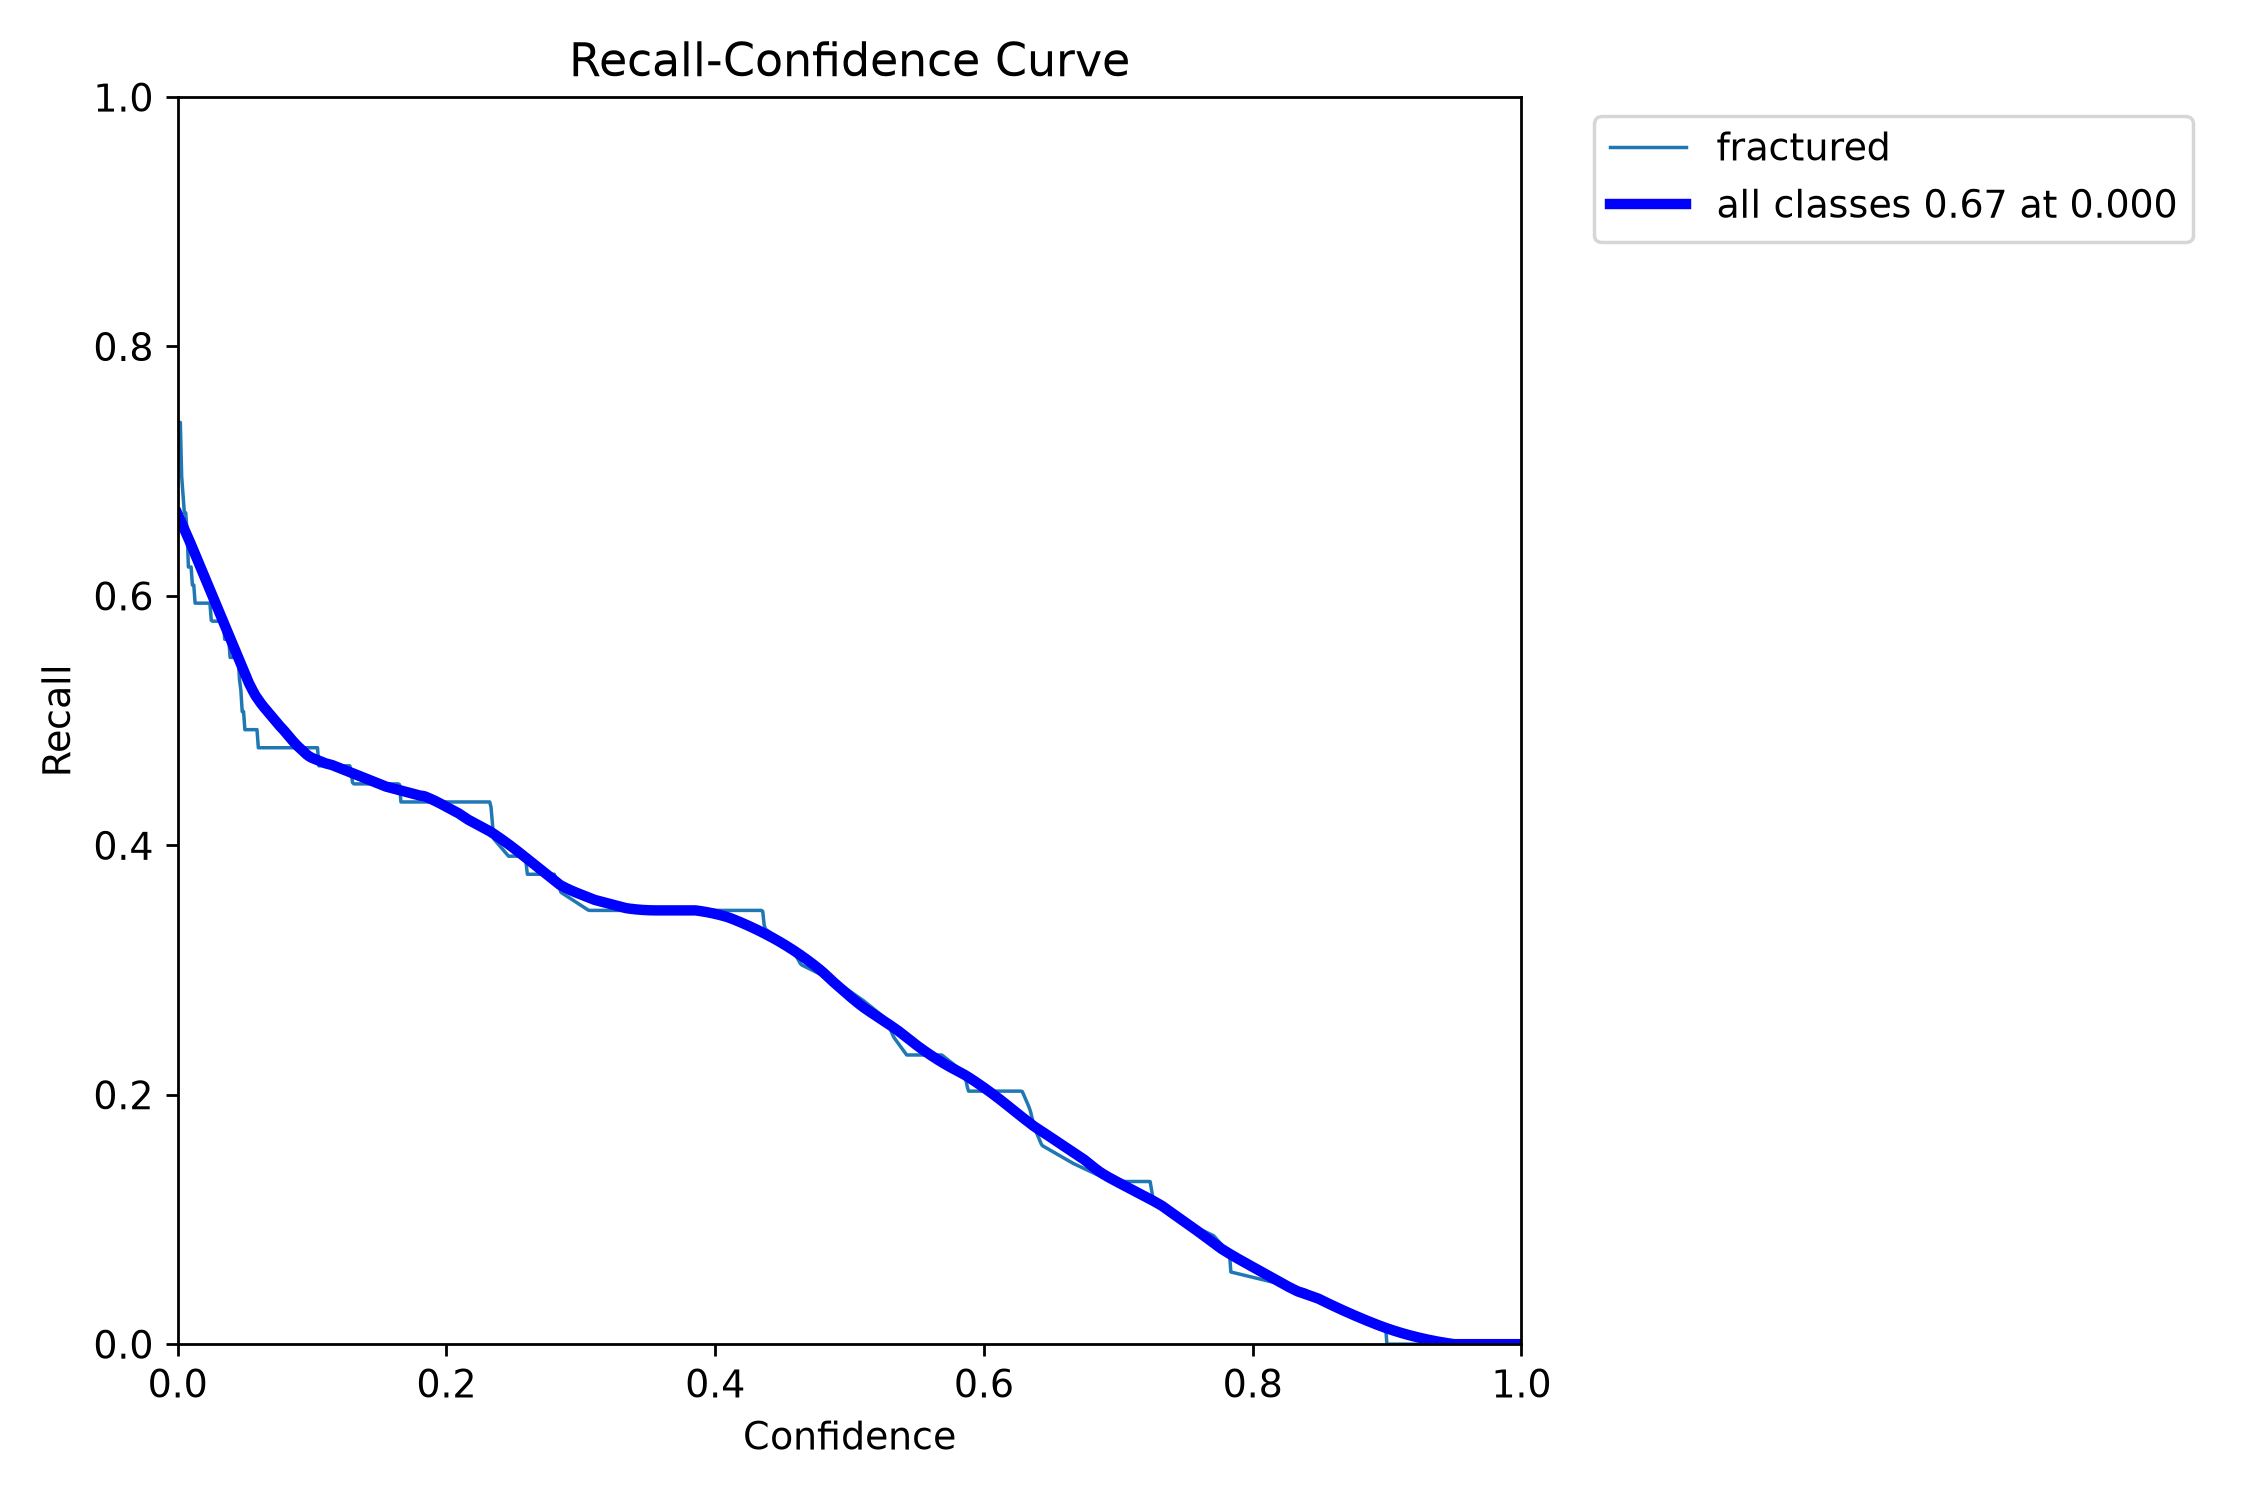 Recall-Confidence Curve
1.0
0.8
0.6
0.4
0.2
0.0
Recall
0.0 0.2 0.4 0.6 0.8 1.0
Confidence
fractured
all classes 0.67 at 0.000